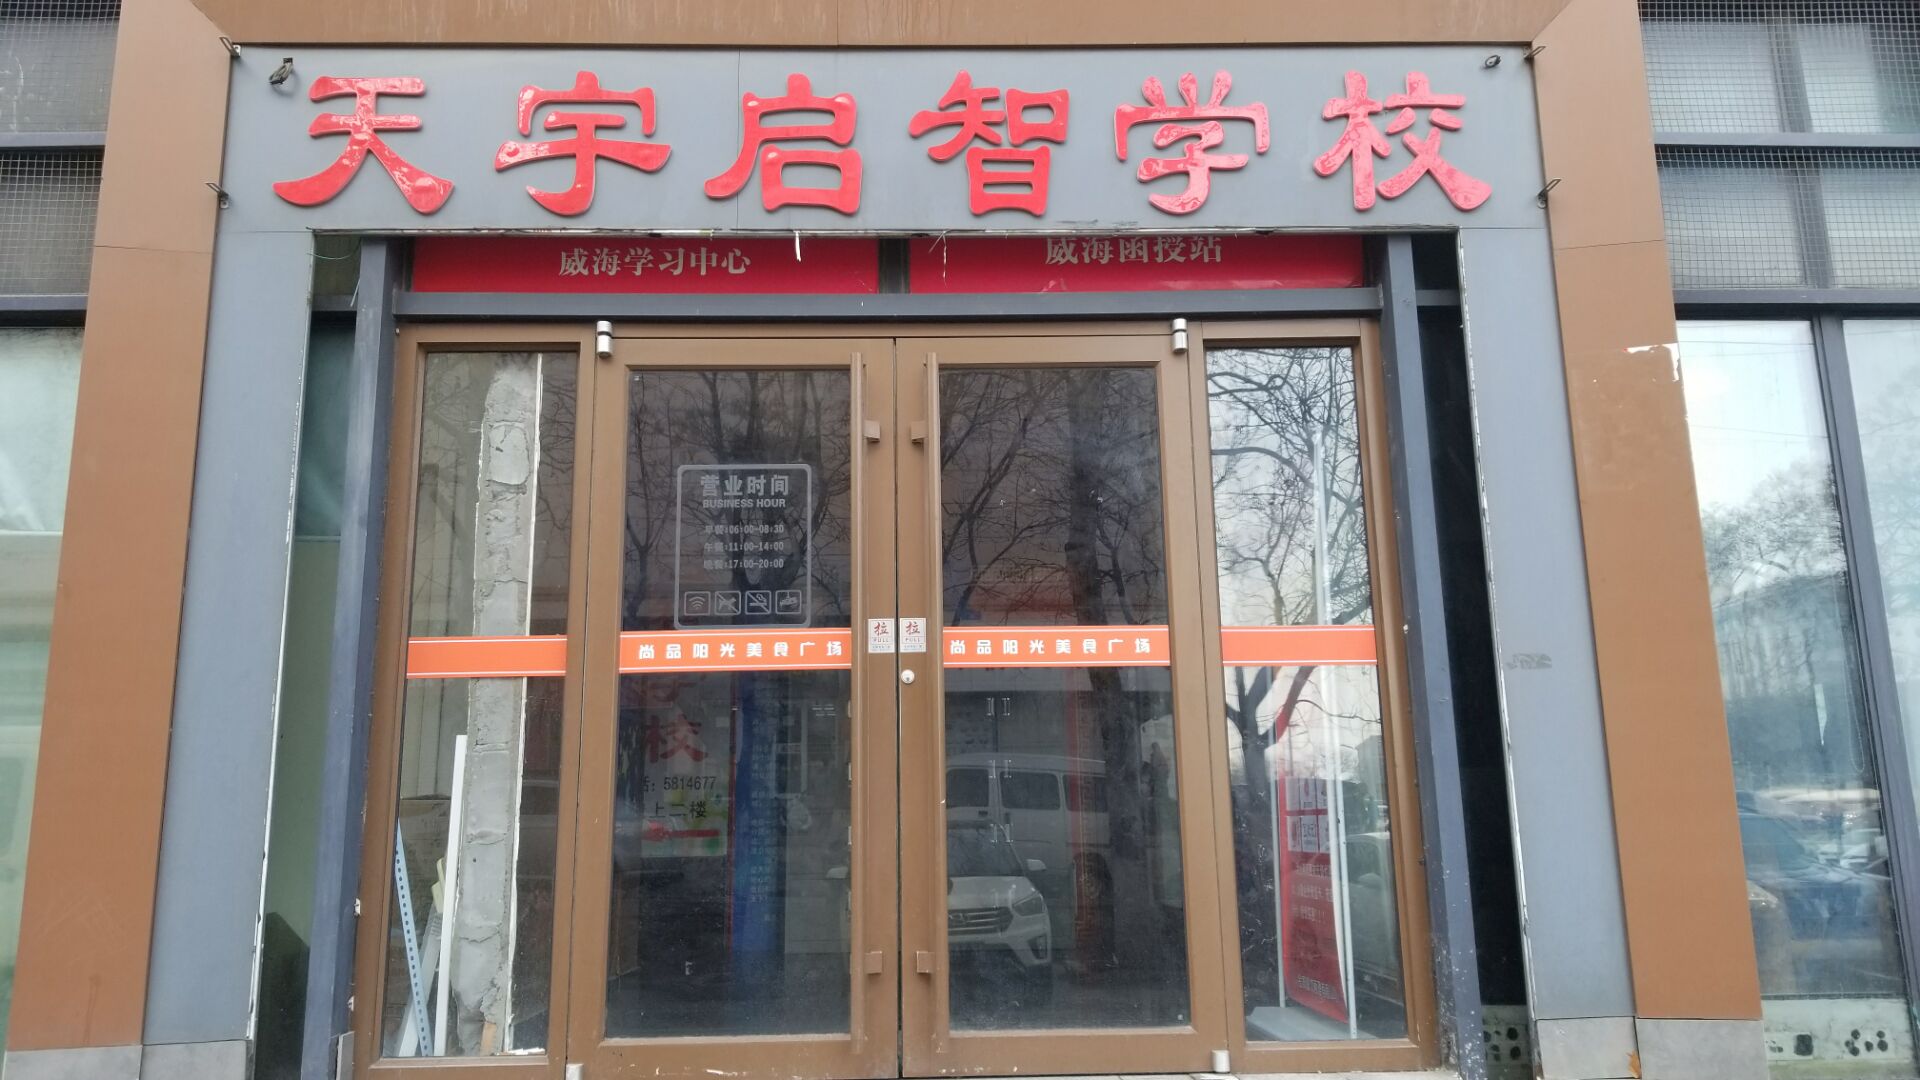 天宇启智学校
威海学习中心
威海函授站
营业时间
BUSINESS HOUR
早餐:06:00-08:30
午餐:11:00-14:00
晚餐:17:00-20:00
拉
PULL
拉
PULL
尚品阳光美食广场
尚品阳光美食广场
校
5814677
上二楼